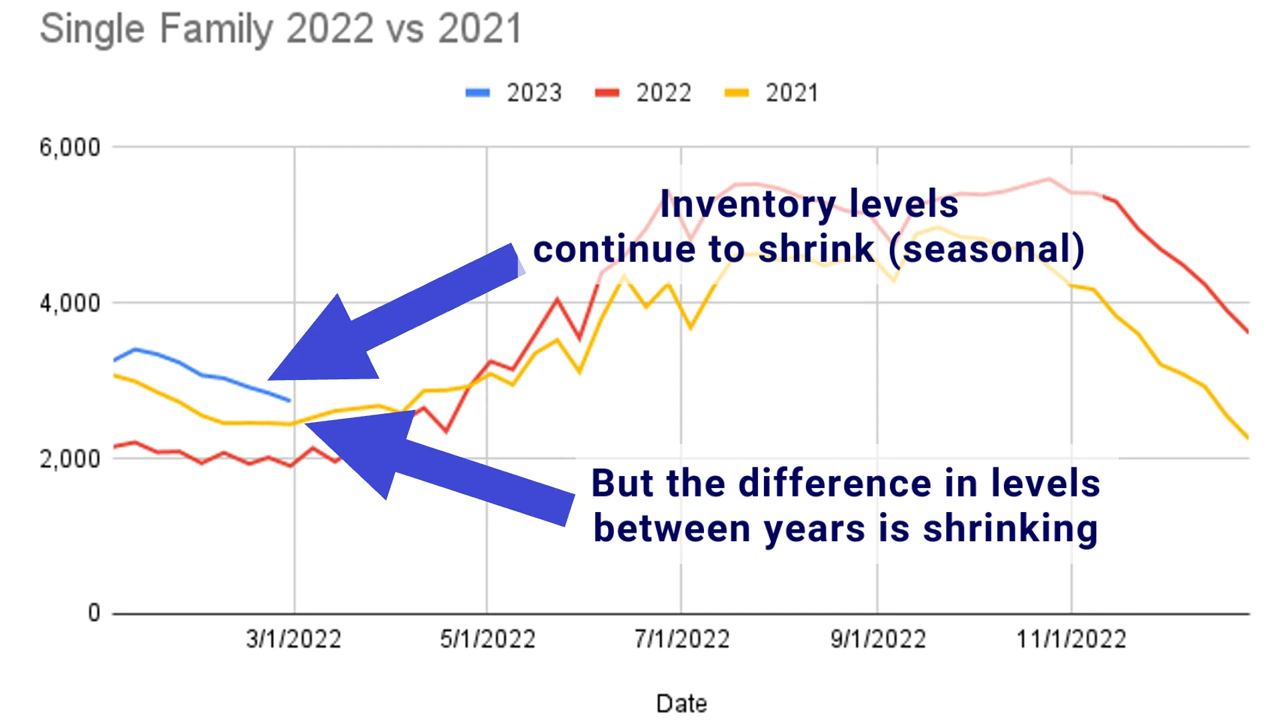 Single Family 2022 vs 2021
2023 2022 2021
6,000
Inventory levels
continue to shrink (seasonal)
4,000
2,000
But the difference in levels
between years is shrinking
0
3/1/2022 5/1/2022 7/1/2022 9/1/2022 11/1/2022
Date